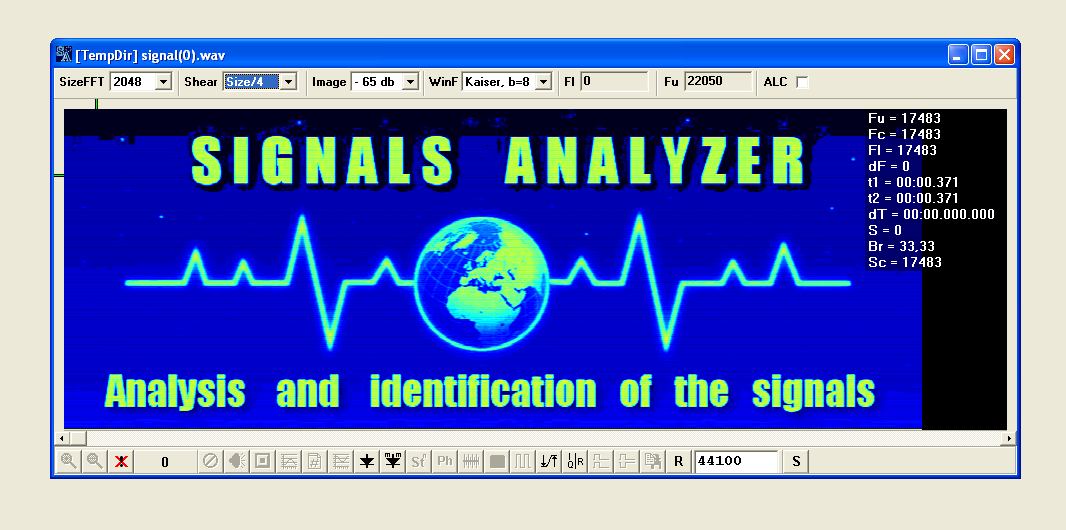 [TempDir] signal(0).wav
SizeFFT 2048 Shear Size/4 Image - 65 db WinF Kaiser, b=8 Fl 0 Fu 22050 ALC
Fu = 17483
Fc = 17483
Fl = 17483
dF = 0
t1 = 00:00.371
t2 = 00:00.371
dT = 00:00.000.000
S = 0
Br = 33,33
Sc = 17483
SIGNALS ANALYZER
Analysis and identification of the signals
0 Sf Ph R 44100 S